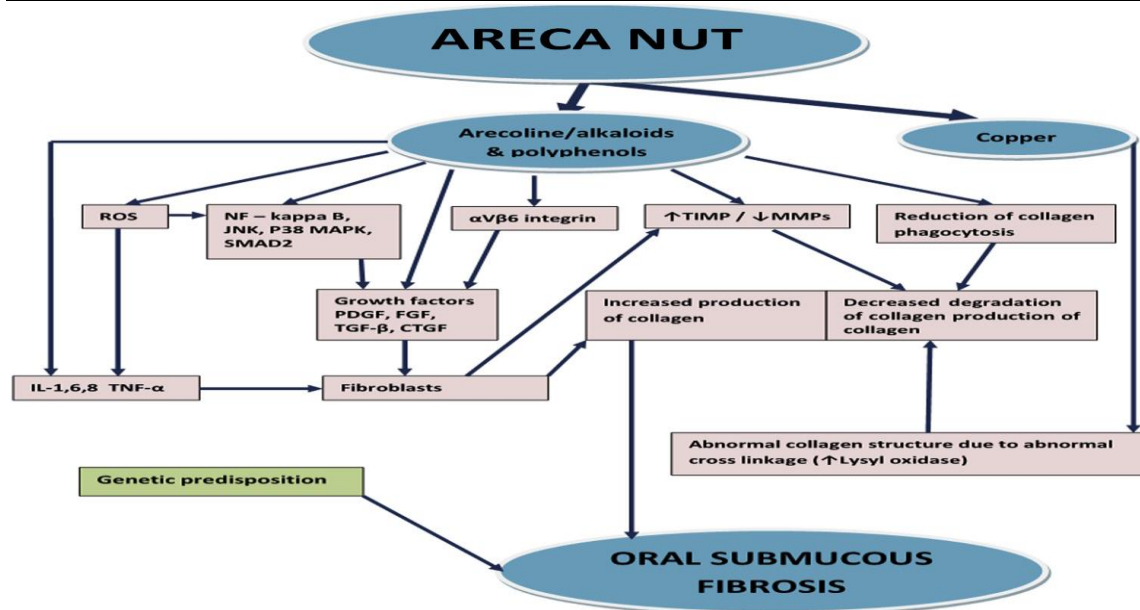 ARECA NUT
Arecoline/alkaloids
& polyphenols
Copper
ROS
NF – kappa B,
JNK, P38 MAPK,
SMAD2
αVβ6 integrin
↑TIMP / ↓MMPs
Reduction of collagen
phagocytosis
Growth factors
PDGF, FGF,
TGF-β, CTGF
Increased production
of collagen
Decreased degradation
of collagen production of
collagen
IL-1,6,8 TNF-α
Fibroblasts
Abnormal collagen structure due to abnormal
cross linkage (↑Lysyl oxidase)
Genetic predisposition
ORAL SUBMUCOUS
FIBROSIS